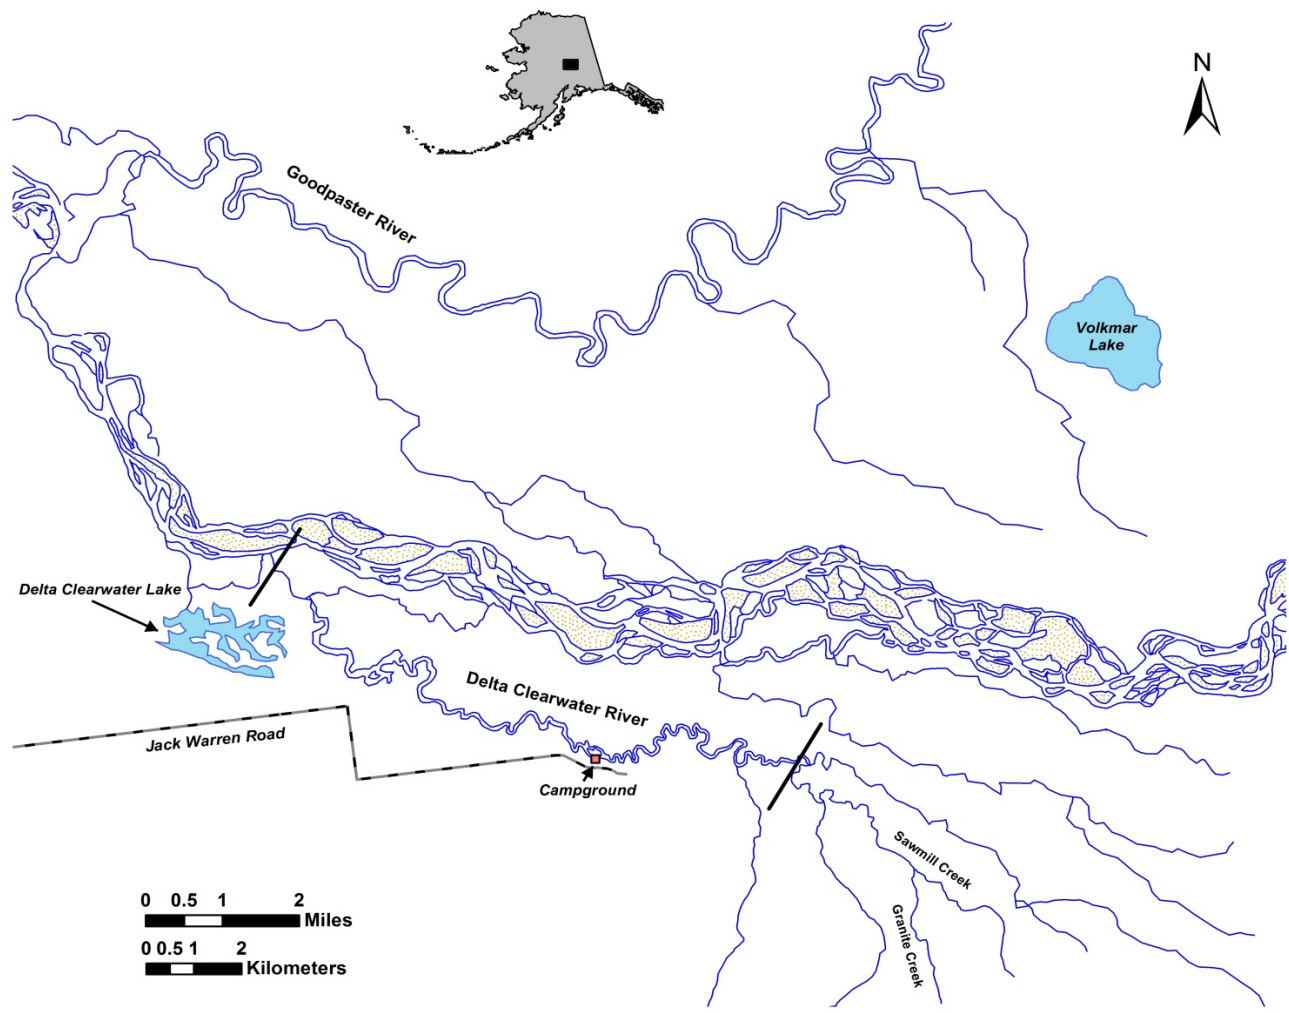 N
Goodpaster River
Volkmar
Lake
Delta Clearwater Lake
Delta Clearwater River
Jack Warren Road
Campground
Sawmill Creek
Granite Creek
0 0.5 1 2
Miles
0 0.5 1 2
Kilometers